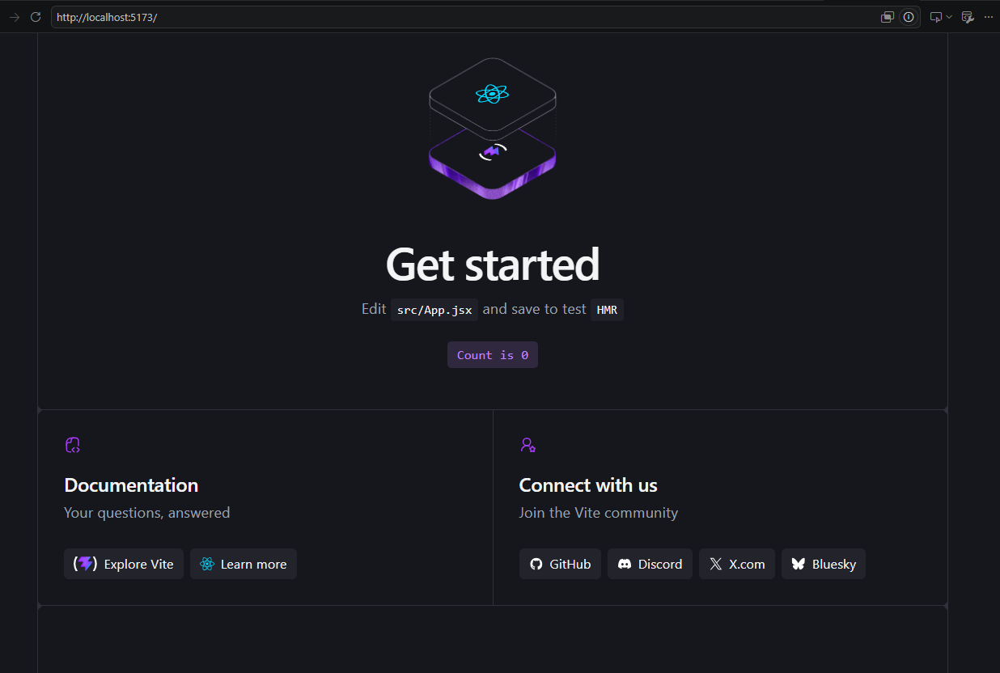 http://localhost:5173/
Get started
Edit src/App.jsx and save to test HMR
Count is 0
Documentation
Your questions, answered
Explore Vite
Learn more
Connect with us
Join the Vite community
GitHub
Discord
X.com
Bluesky